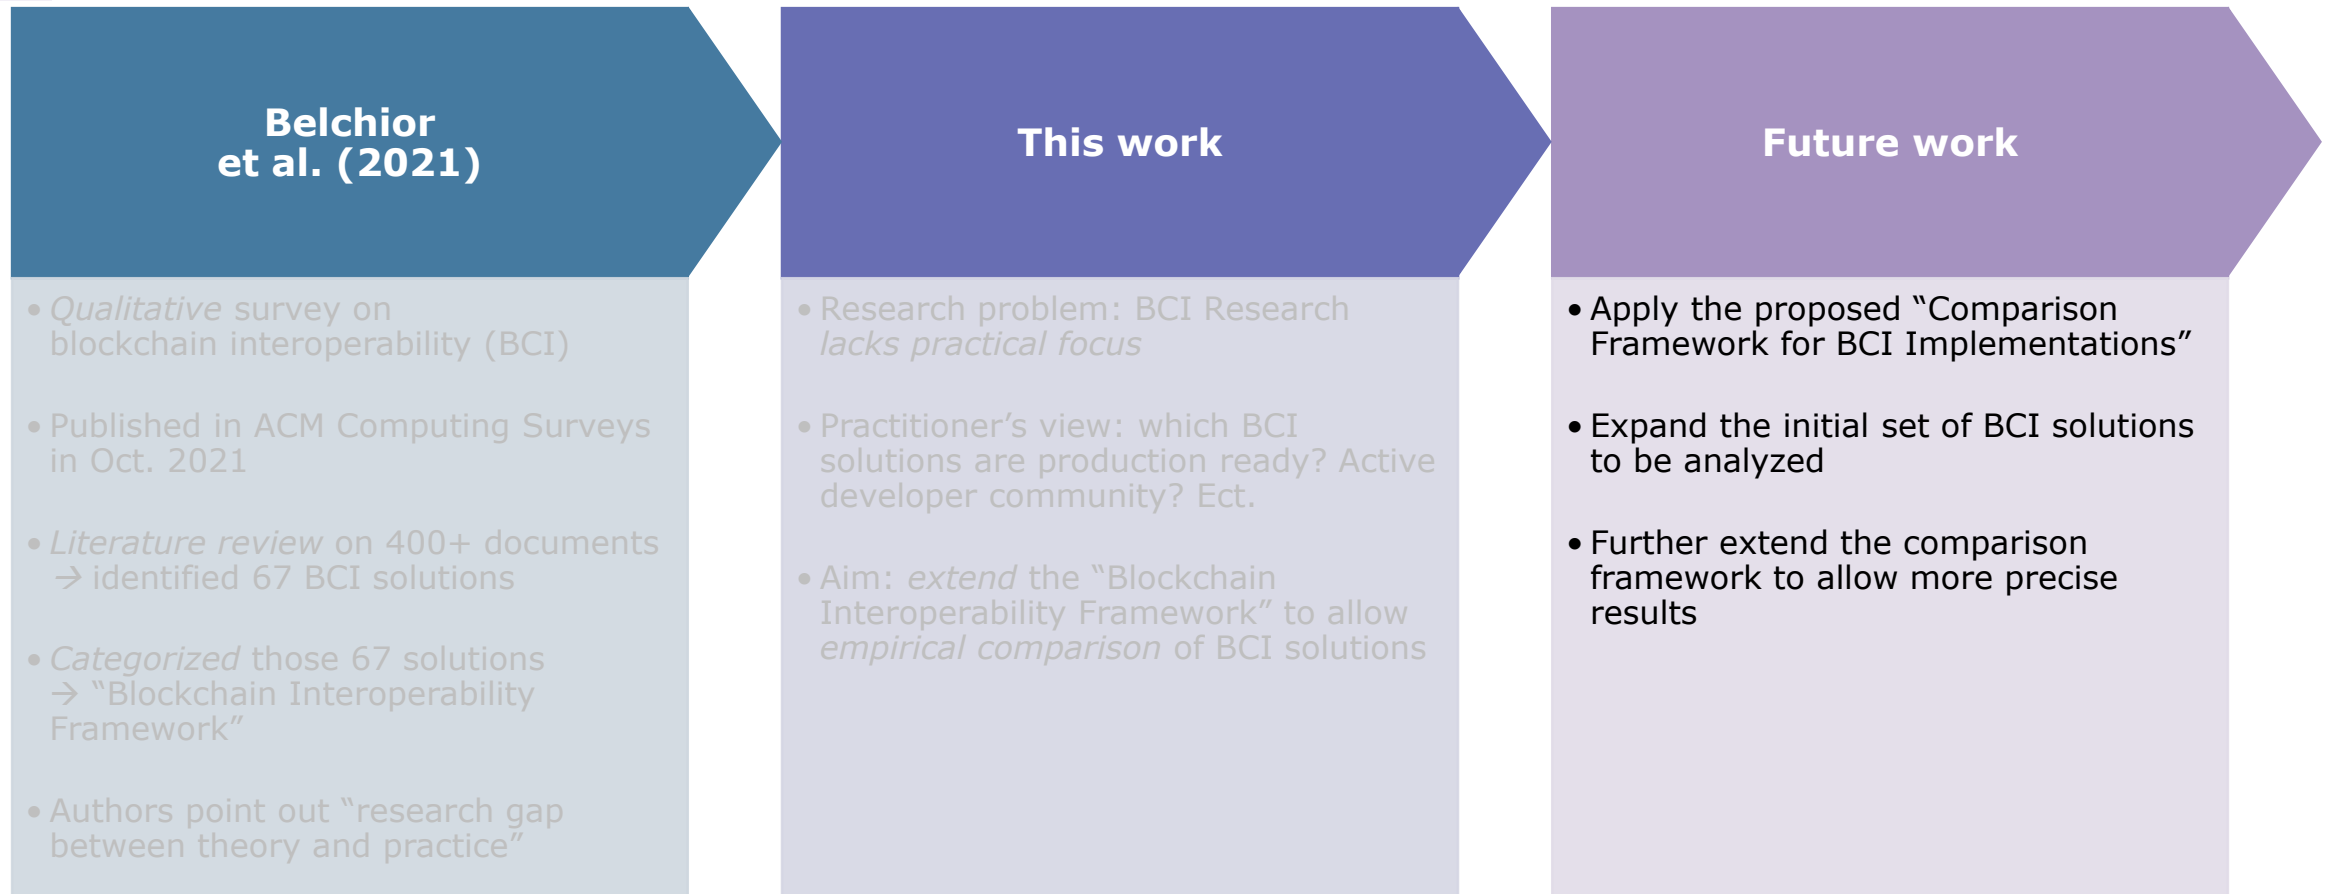 Belchior
et al. (2021)
• Qualitative survey on
blockchain interoperability (BCI)
• Published in ACM Computing Surveys
in Oct. 2021
• Literature review on 400+ documents
→ identified 67 BCI solutions
• Categorized those 67 solutions
→ “Blockchain Interoperability
Framework”
• Authors point out “research gap
between theory and practice”
This work
• Research problem: BCI Research
lacks practical focus
• Practitioner’s view: which BCI
solutions are production ready? Active
developer community? Ect.
• Aim: extend the “Blockchain
Interoperability Framework” to allow
empirical comparison of BCI solutions
Future work
• Apply the proposed “Comparison
Framework for BCI Implementations”
• Expand the initial set of BCI solutions
to be analyzed
• Further extend the comparison
framework to allow more precise
results